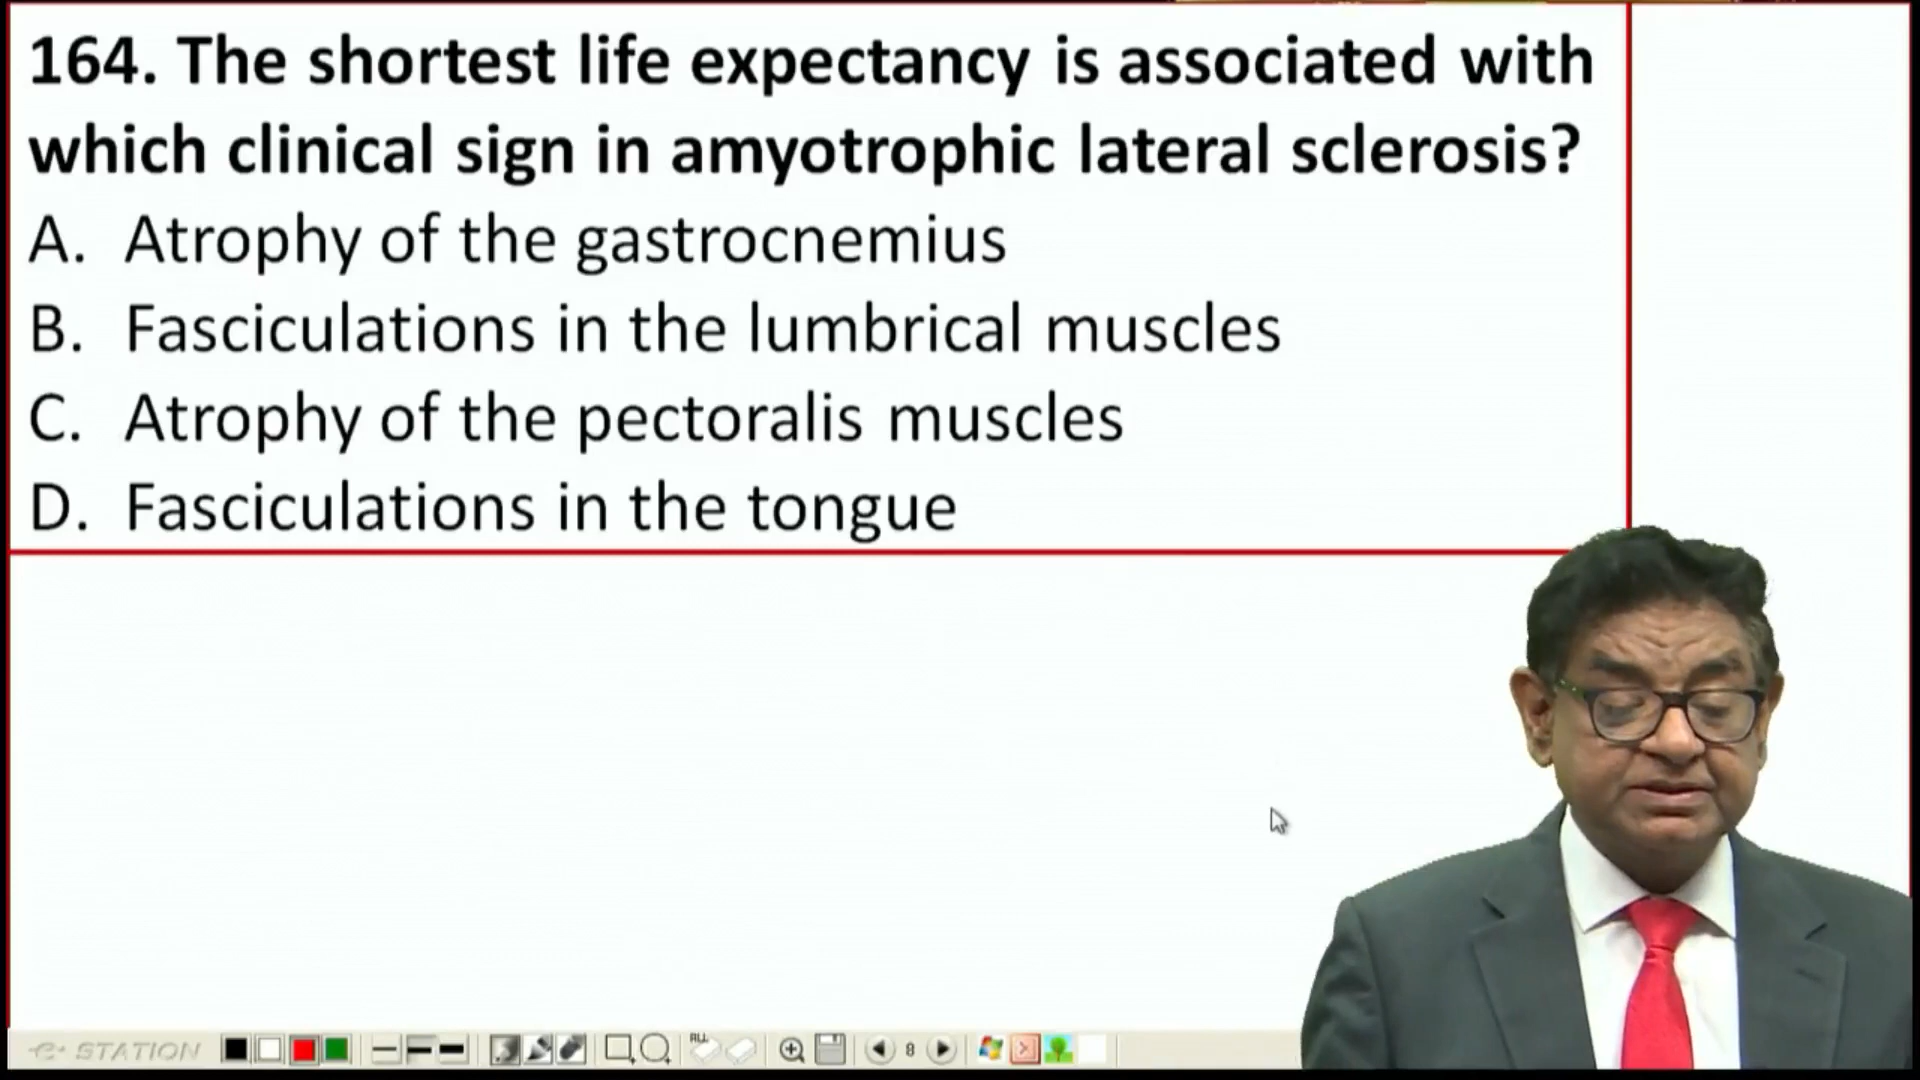 164. The shortest life expectancy is associated with
which clinical sign in amyotrophic lateral sclerosis?
A. Atrophy of the gastrocnemius
B. Fasciculations in the lumbrical muscles
C. Atrophy of the pectoralis muscles
D. Fasciculations in the tongue
e-STATION ALL 8